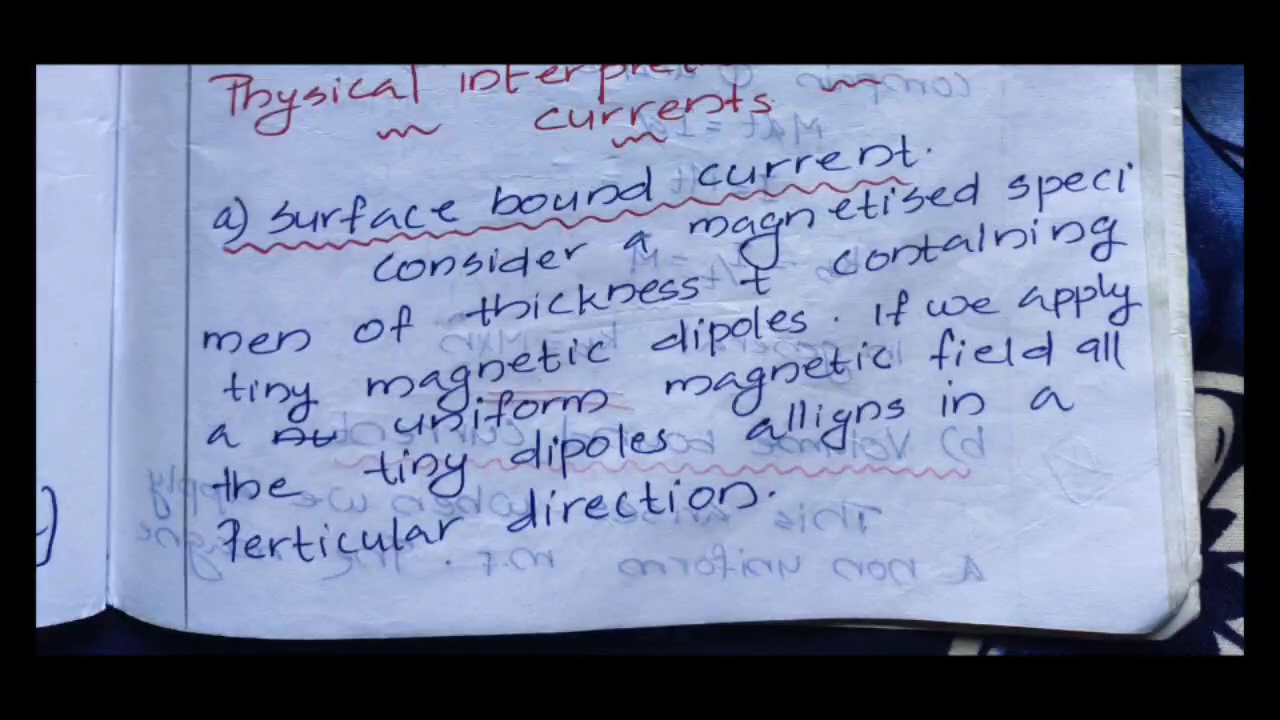 Physical
currents
a) surface bound current.
consider a magnetised speci
men of thickness t containing
tiny magnetic dipoles. If we apply
a uniform magnetic field all
the tiny dipoles alligns in a
Perticular direction.